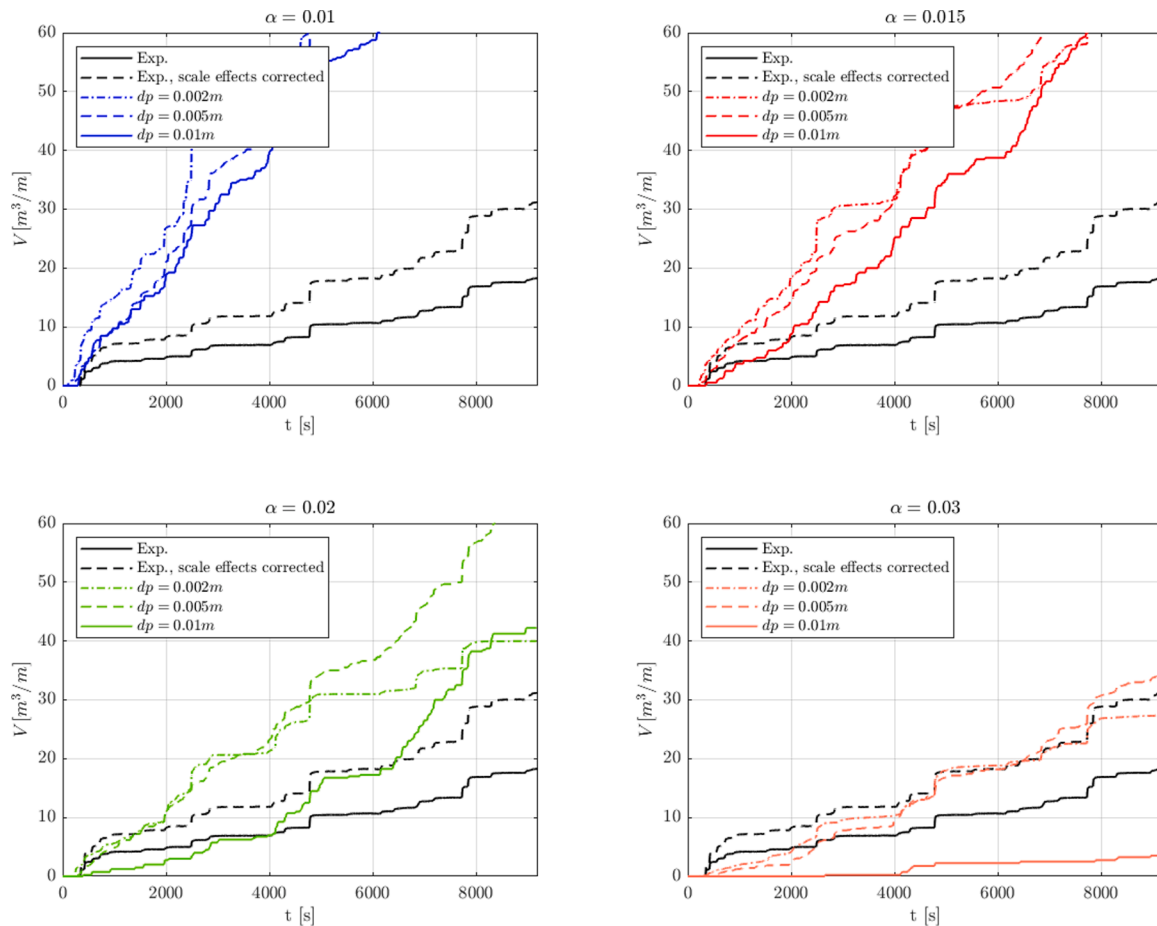 α = 0.01
60
50
40
30
20
10
0
V[m³/m]
Exp.
Exp., scale effects corrected
dp = 0.002m
dp = 0.005m
dp = 0.01m
0 2000 4000 6000 8000
t [s]
α = 0.015
60
50
40
30
20
10
0
V[m³/m]
Exp.
Exp., scale effects corrected
dp = 0.002m
dp = 0.005m
dp = 0.01m
0 2000 4000 6000 8000
t [s]
α = 0.02
60
50
40
30
20
10
0
V[m³/m]
Exp.
Exp., scale effects corrected
dp = 0.002m
dp = 0.005m
dp = 0.01m
0 2000 4000 6000 8000
t [s]
α = 0.03
60
50
40
30
20
10
0
V[m³/m]
Exp.
Exp., scale effects corrected
dp = 0.002m
dp = 0.005m
dp = 0.01m
0 2000 4000 6000 8000
t [s]